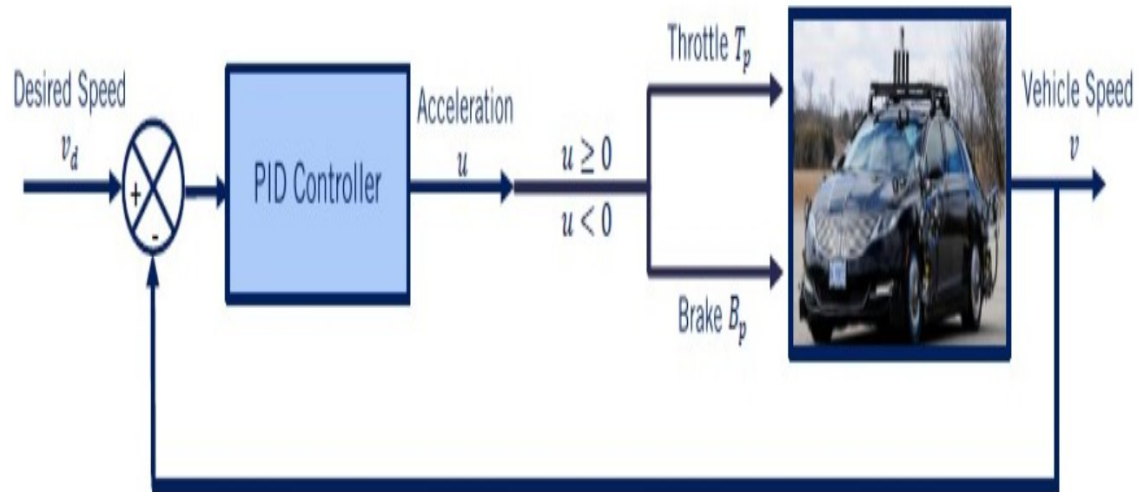 Desired Speed
v_d
+
-
PID Controller
Acceleration
u
u ≥ 0
u < 0
Throttle T_p
Brake B_p
Vehicle Speed
v